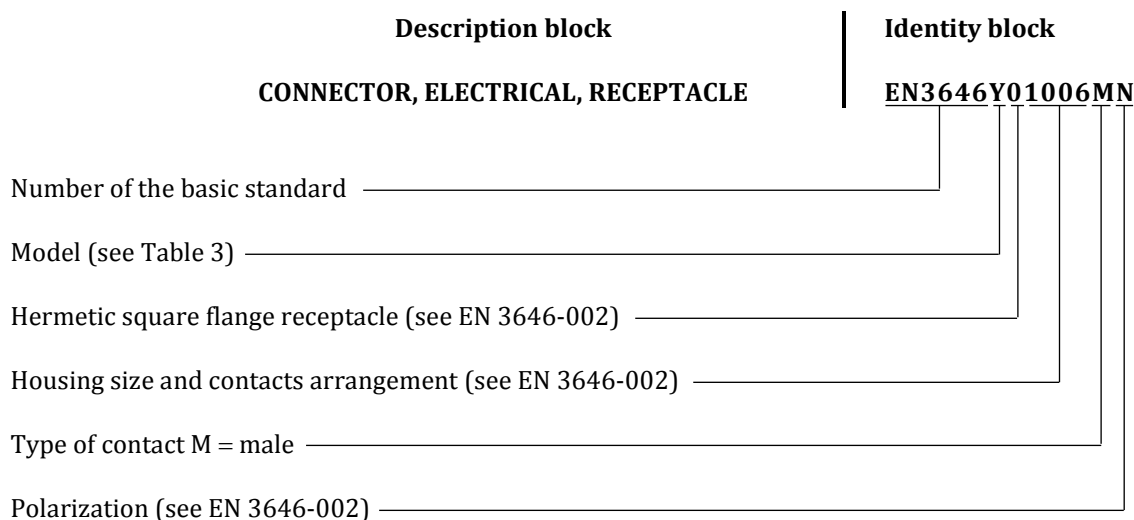 Description block Identity block
CONNECTOR, ELECTRICAL, RECEPTACLE EN3646Y01006MN
Number of the basic standard
Model (see Table 3)
Hermetic square flange receptacle (see EN 3646-002)
Housing size and contacts arrangement (see EN 3646-002)
Type of contact M = male
Polarization (see EN 3646-002)